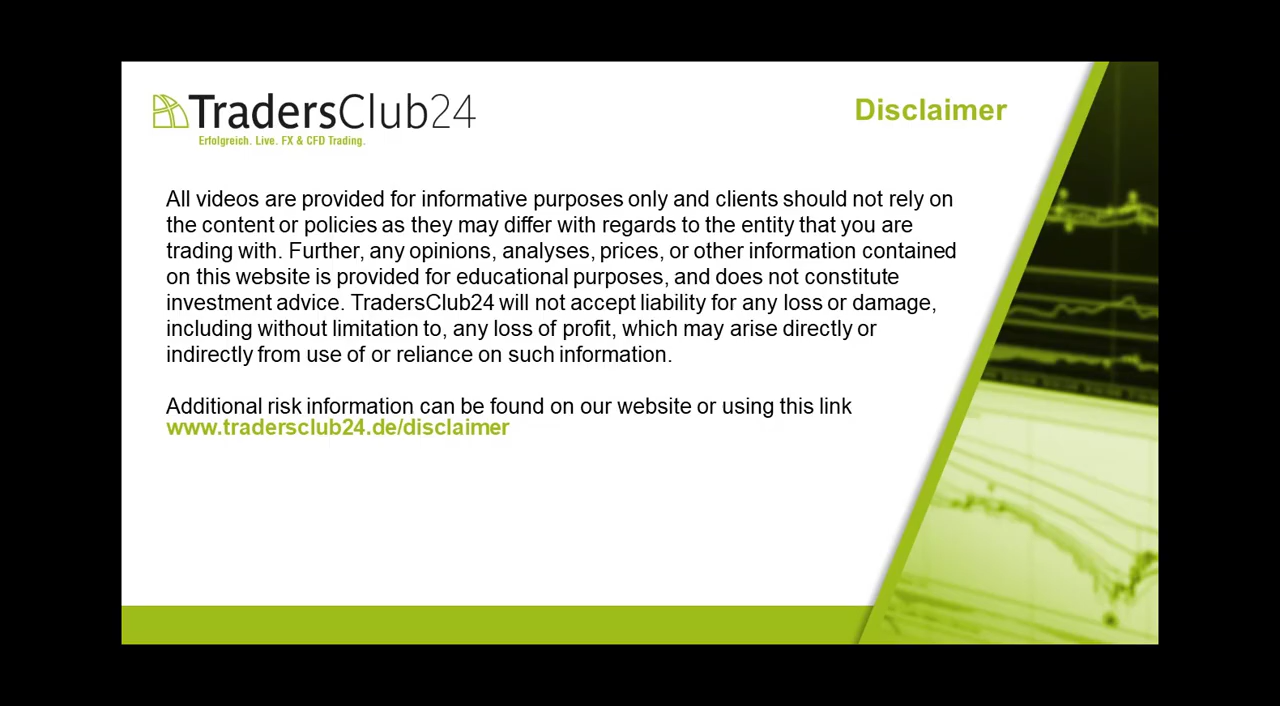 TradersClub24
Erfolgreich. Live. FX & CFD Trading.
Disclaimer
All videos are provided for informative purposes only and clients should not rely on
the content or policies as they may differ with regards to the entity that you are
trading with. Further, any opinions, analyses, prices, or other information contained
on this website is provided for educational purposes, and does not constitute
investment advice. TradersClub24 will not accept liability for any loss or damage,
including without limitation to, any loss of profit, which may arise directly or
indirectly from use of or reliance on such information.
Additional risk information can be found on our website or using this link
www.tradersclub24.de/disclaimer